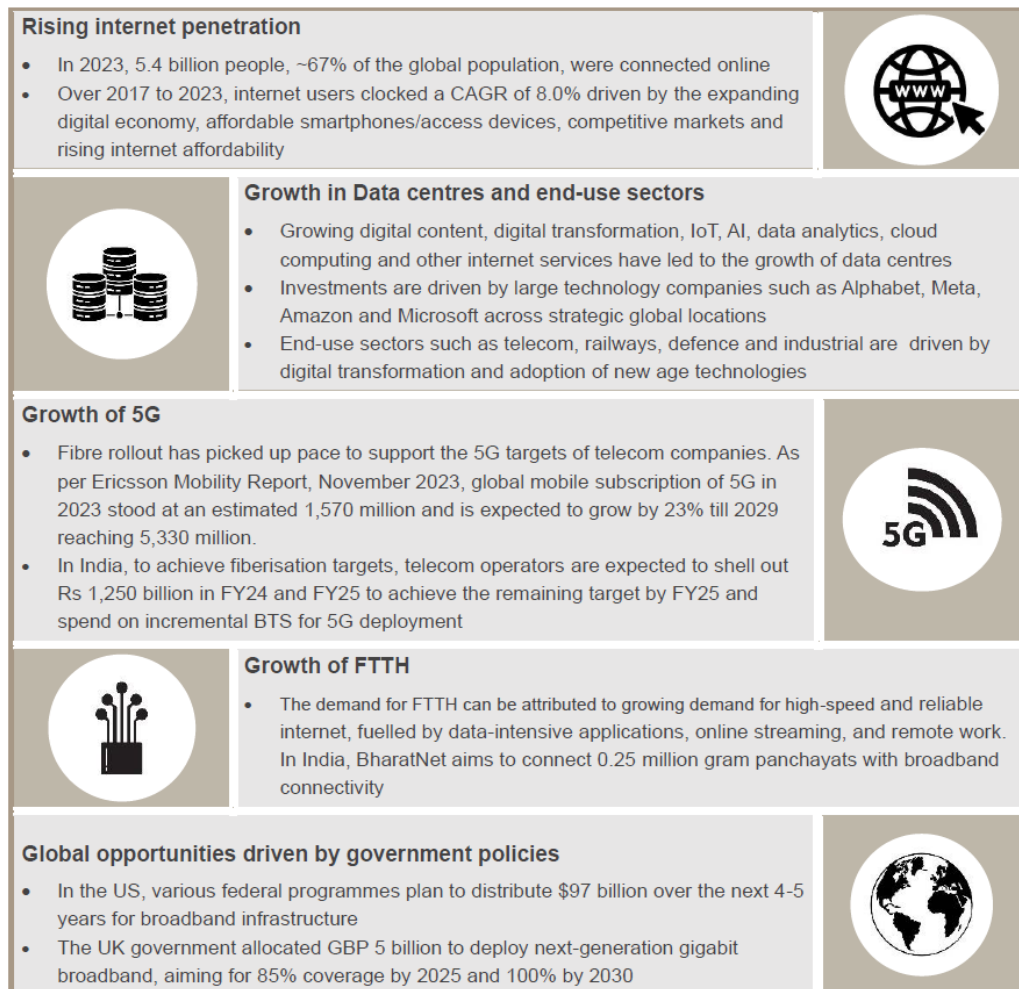 Rising internet penetration
• In 2023, 5.4 billion people, ~67% of the global population, were connected online
• Over 2017 to 2023, internet users clocked a CAGR of 8.0% driven by the expanding
digital economy, affordable smartphones/access devices, competitive markets and
rising internet affordability
WWW
Growth in Data centres and end-use sectors
• Growing digital content, digital transformation, IoT, AI, data analytics, cloud
computing and other internet services have led to the growth of data centres
• Investments are driven by large technology companies such as Alphabet, Meta,
Amazon and Microsoft across strategic global locations
• End-use sectors such as telecom, railways, defence and industrial are driven by
digital transformation and adoption of new age technologies
Growth of 5G
• Fibre rollout has picked up pace to support the 5G targets of telecom companies. As
per Ericsson Mobility Report, November 2023, global mobile subscription of 5G in
2023 stood at an estimated 1,570 million and is expected to grow by 23% till 2029
reaching 5,330 million.
• In India, to achieve fiberisation targets, telecom operators are expected to shell out
Rs 1,250 billion in FY24 and FY25 to achieve the remaining target by FY25 and
spend on incremental BTS for 5G deployment
5G
Growth of FTTH
• The demand for FTTH can be attributed to growing demand for high-speed and reliable
internet, fuelled by data-intensive applications, online streaming, and remote work.
In India, BharatNet aims to connect 0.25 million gram panchayats with broadband
connectivity
Global opportunities driven by government policies
• In the US, various federal programmes plan to distribute $97 billion over the next 4-5
years for broadband infrastructure
• The UK government allocated GBP 5 billion to deploy next-generation gigabit
broadband, aiming for 85% coverage by 2025 and 100% by 2030